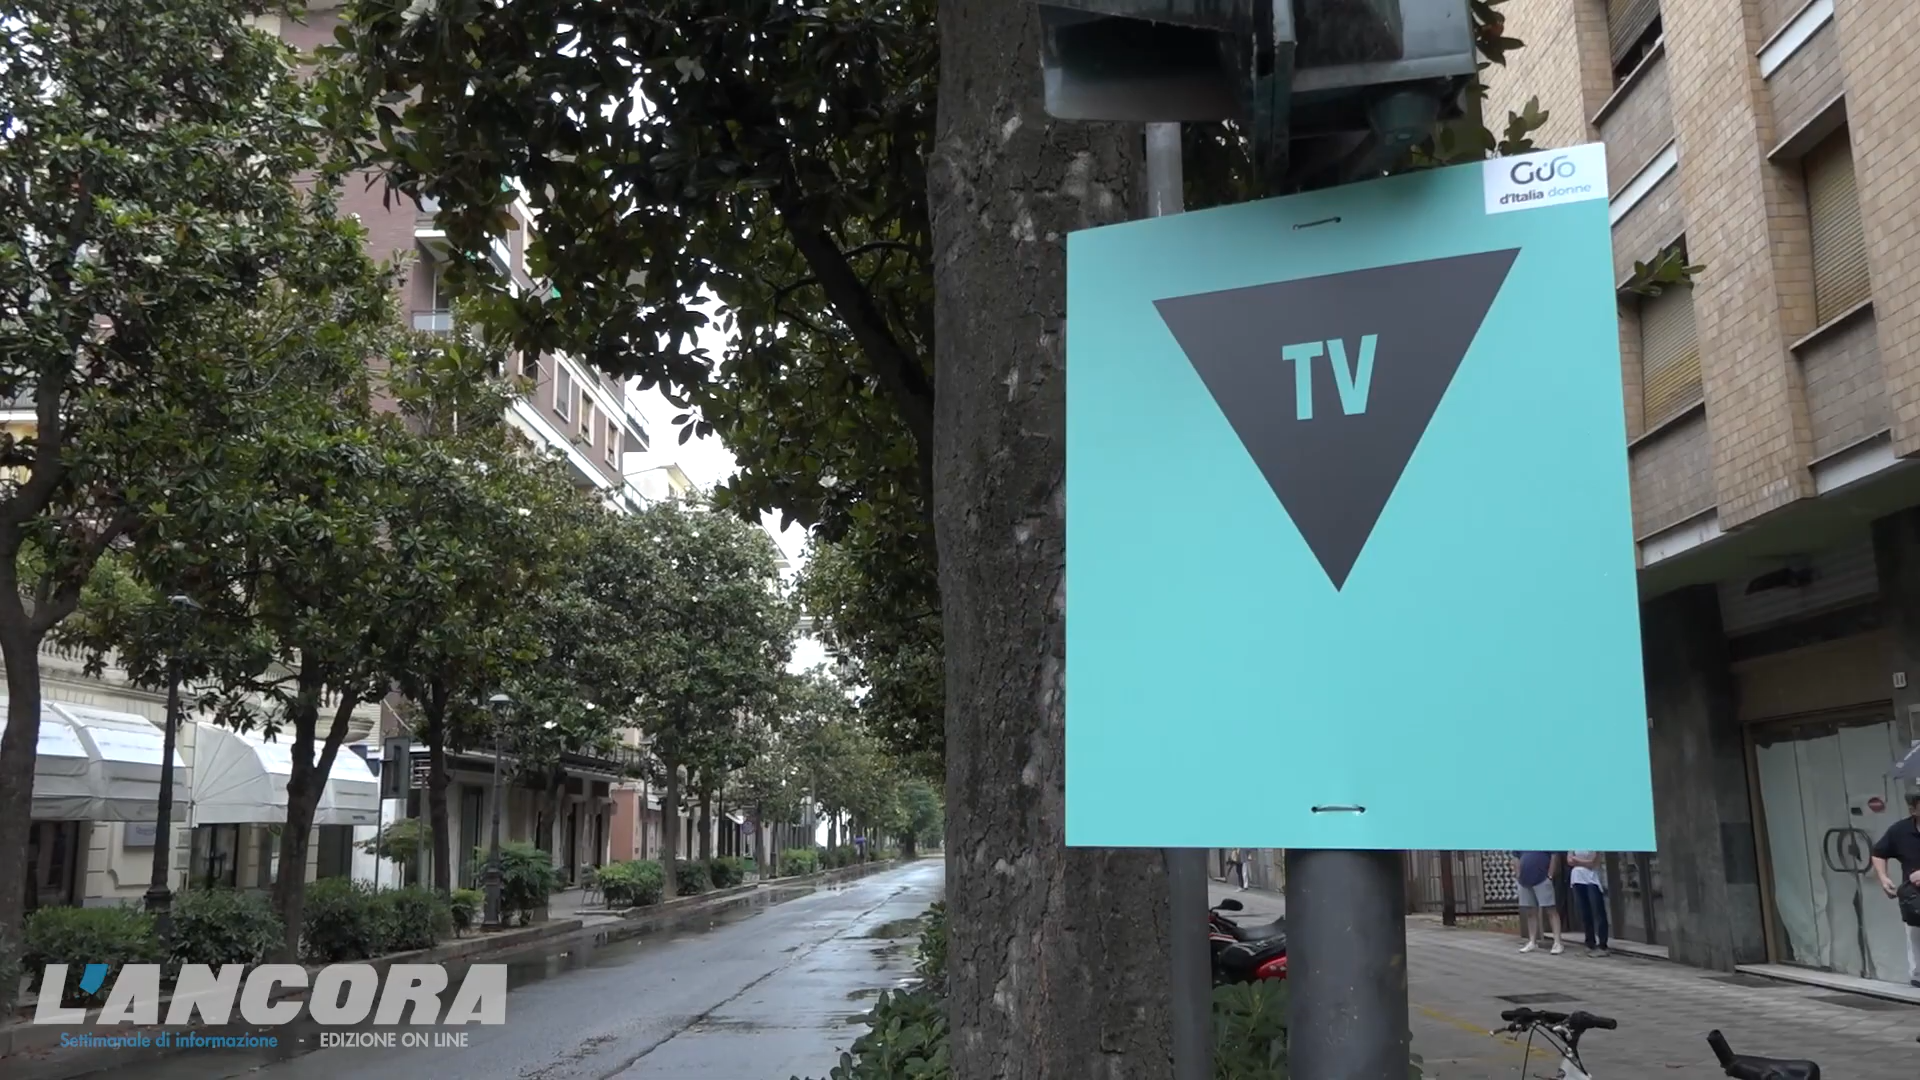 Giro
d'Italia donne
TV
L'ANCORA
Settimanale di informazione - EDIZIONE ON LINE